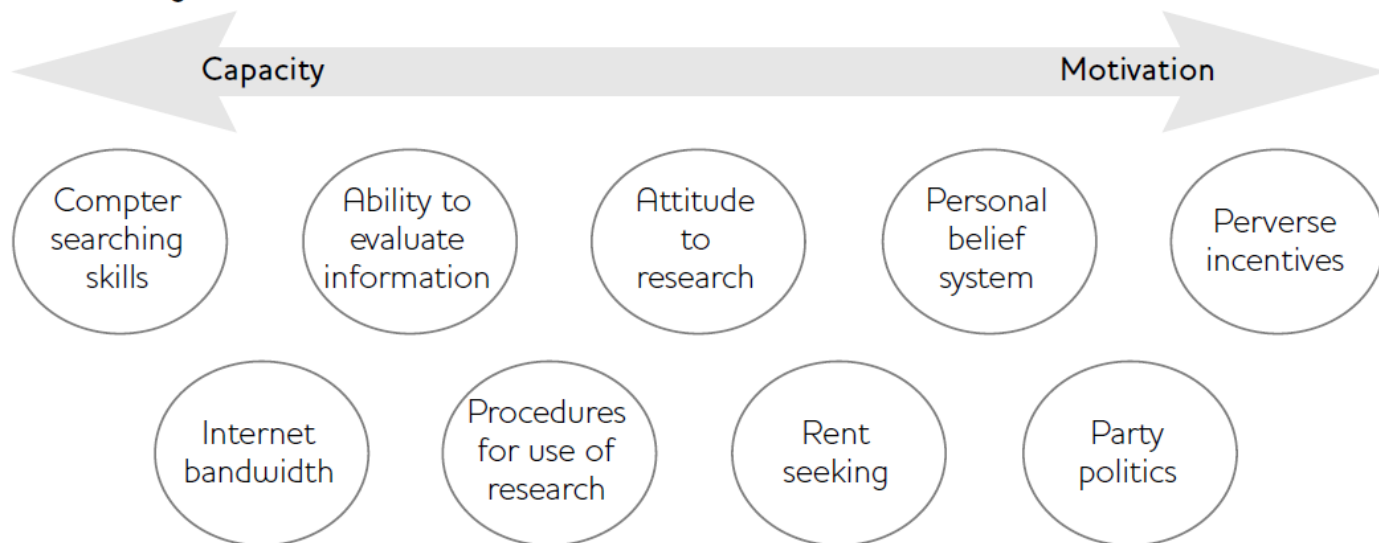 Capacity
Motivation
Compter
searching
skills
Ability to
evaluate
information
Attitude
to
research
Personal
belief
system
Perverse
incentives
Internet
bandwidth
Procedures
for use of
research
Rent
seeking
Party
politics